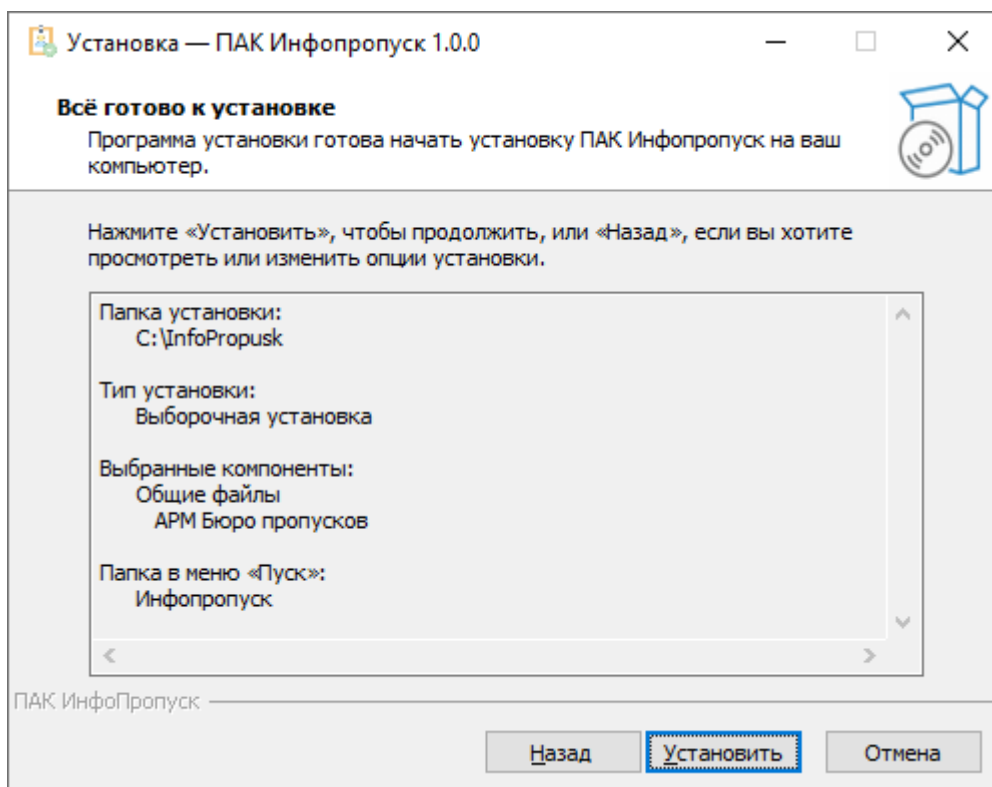 Установка — ПАК Инфопропуск 1.0.0
Всё готово к установке
Программа установки готова начать установку ПАК Инфопропуск на ваш
компьютер.
Нажмите «Установить», чтобы продолжить, или «Назад», если вы хотите
просмотреть или изменить опции установки.
Папка установки:
C:\InfoPropusk
Тип установки:
Выборочная установка
Выбранные компоненты:
Общие файлы
АРМ Бюро пропусков
Папка в меню «Пуск»:
Инфопропуск
ПАК ИнфоПропуск
Назад
Установить
Отмена